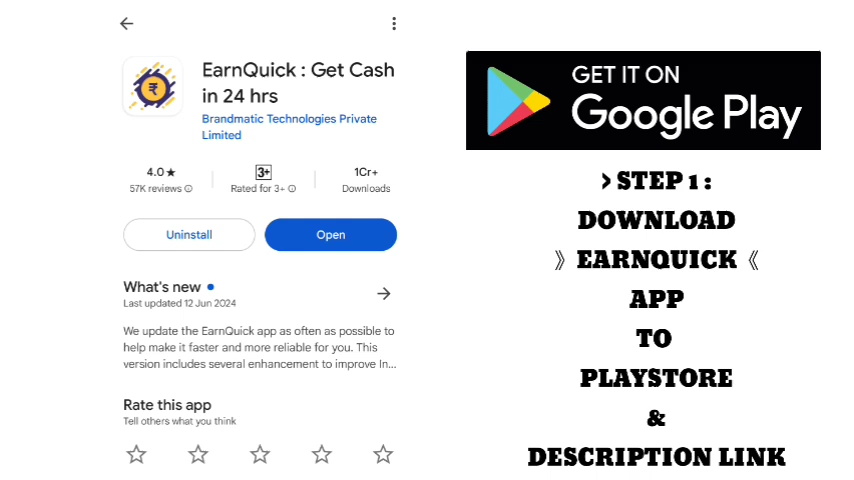 EarnQuick : Get Cash
in 24 hrs
Brandmatic Technologies Private
Limited
4.0★
57K reviews
3+
Rated for 3+
1Cr+
Downloads
Uninstall
Open
What's new
Last updated 12 Jun 2024
We update the EarnQuick app as often as possible to
help make it faster and more reliable for you. This
version includes several enhancement to improve In...
Rate this app
Tell others what you think
GET IT ON
Google Play
> STEP 1 :
DOWNLOAD
》 EARNQUICK 《
APP
TO
PLAYSTORE
&
DESCRIPTION LINK